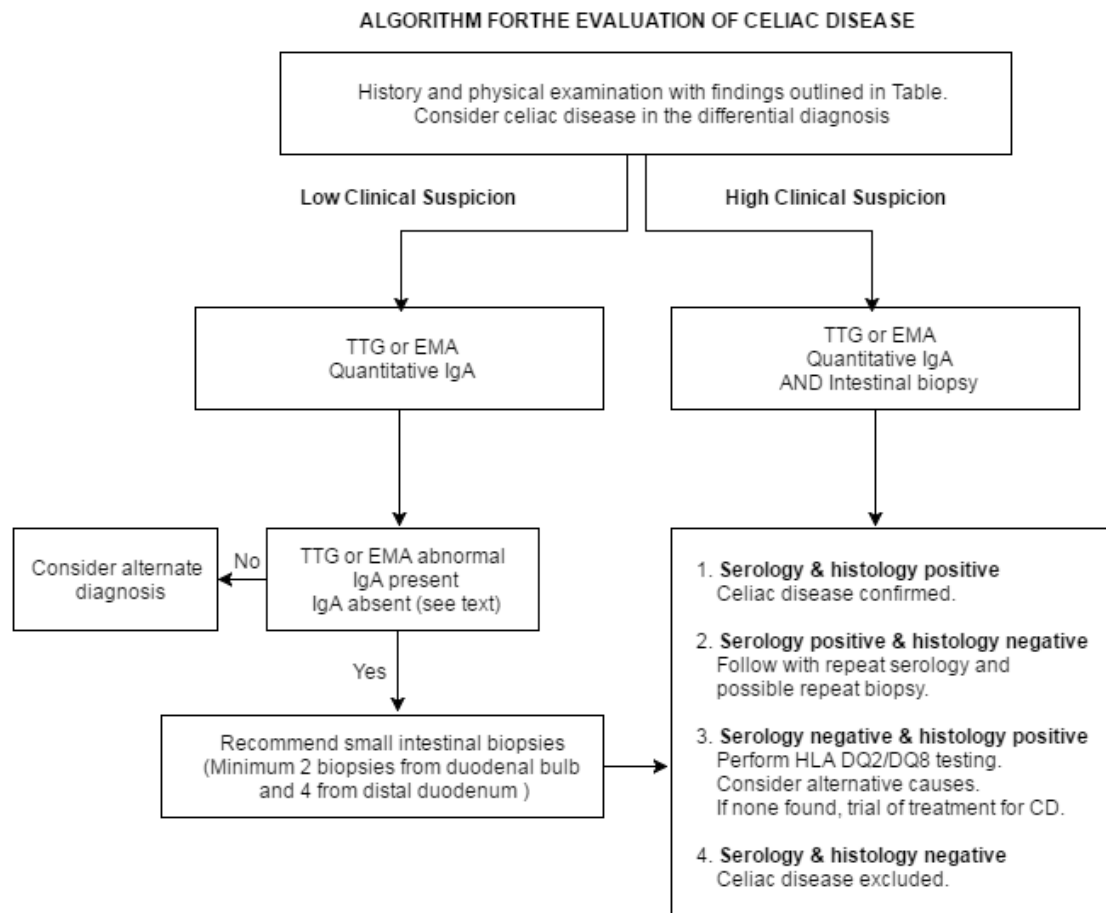 ALGORITHM FORTHE EVALUATION OF CELIAC DISEASE
History and physical examination with findings outlined in Table.
Consider celiac disease in the differential diagnosis
Low Clinical Suspicion
High Clinical Suspicion
TTG or EMA
Quantitative IgA
TTG or EMA
Quantitative IgA
AND Intestinal biopsy
Consider alternate
diagnosis
No
TTG or EMA abnormal
IgA present
IgA absent (see text)
Yes
Recommend small intestinal biopsies
(Minimum 2 biopsies from duodenal bulb
and 4 from distal duodenum )
1. Serology & histology positive
Celiac disease confirmed.
2. Serology positive & histology negative
Follow with repeat serology and
possible repeat biopsy.
3. Serology negative & histology positive
Perform HLA DQ2/DQ8 testing.
Consider alternative causes.
If none found, trial of treatment for CD.
4. Serology & histology negative
Celiac disease excluded.